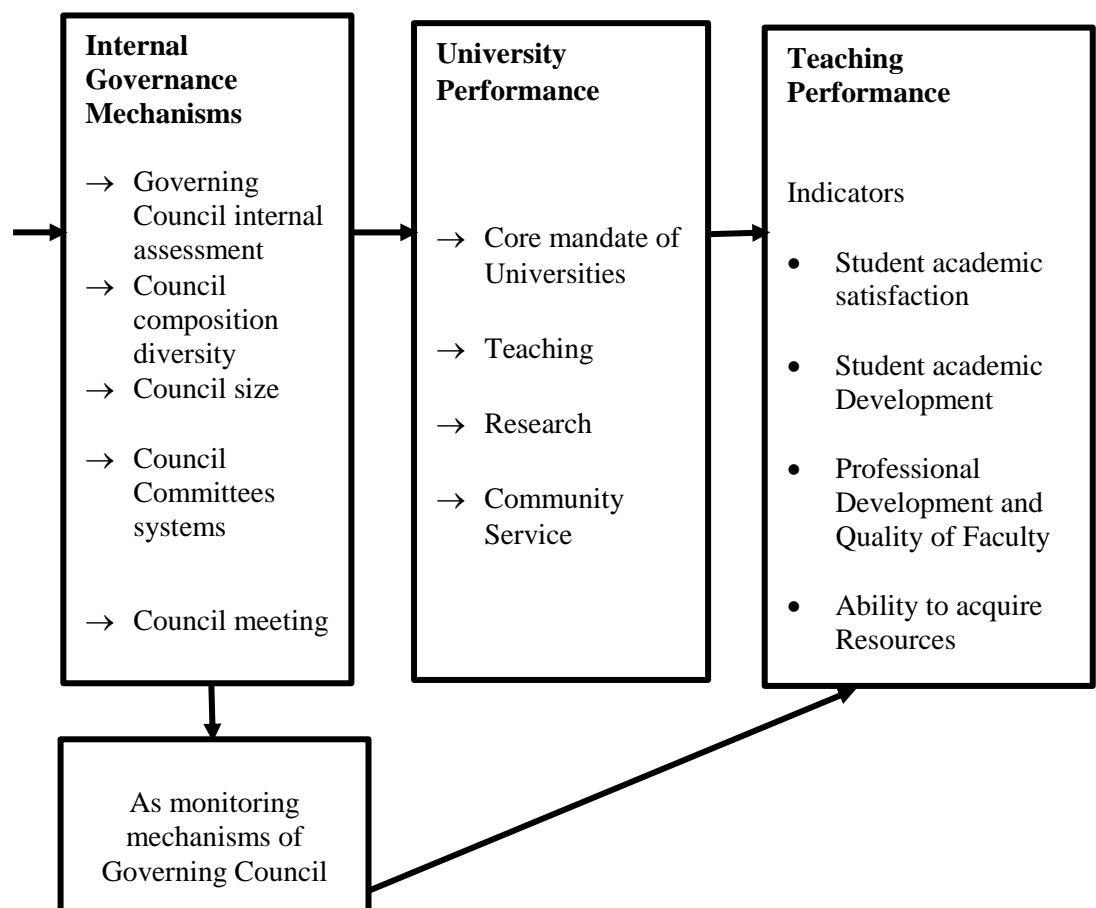 Internal
Governance
Mechanisms
→ Governing
Council internal
assessment
→ Council
composition
diversity
→ Council size
→ Council
Committees
systems
→ Council meeting
University
Performance
→ Core mandate of
Universities
→ Teaching
→ Research
→ Community
Service
Teaching
Performance
Indicators
• Student academic
satisfaction
• Student academic
Development
• Professional
Development and
Quality of Faculty
• Ability to acquire
Resources
As monitoring
mechanisms of
Governing Council